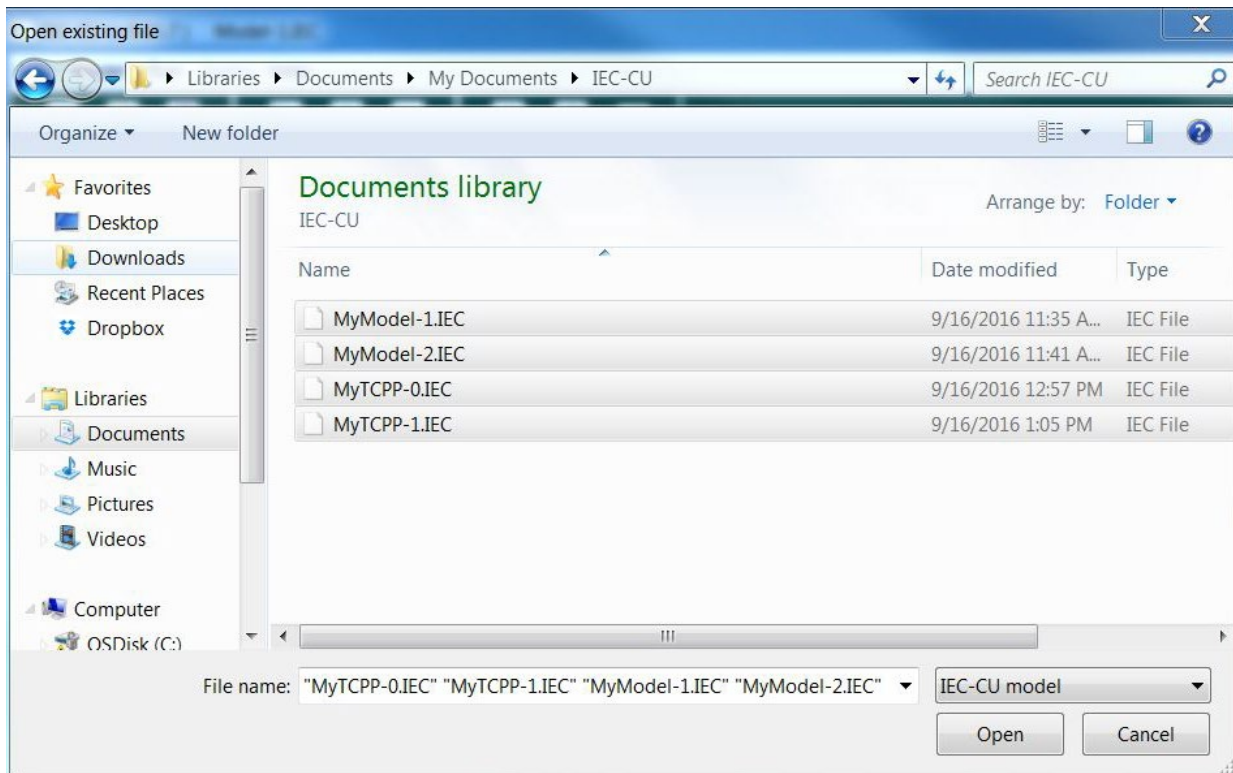 Open existing file
X
Libraries Documents My Documents IEC-CU
Search IEC-CU
Organize New folder
Favorites
Desktop
Downloads
Recent Places
Dropbox
Libraries
Documents
Music
Pictures
Videos
Computer
OSDisk (C:)
Documents library
IEC-CU
Arrange by: Folder
Name Date modified Type
MyModel-1.IEC 9/16/2016 11:35 A... IEC File
MyModel-2.IEC 9/16/2016 11:41 A... IEC File
MyTCPP-0.IEC 9/16/2016 12:57 PM IEC File
MyTCPP-1.IEC 9/16/2016 1:05 PM IEC File
File name: "MyTCPP-0.IEC" "MyTCPP-1.IEC" "MyModel-1.IEC" "MyModel-2.IEC"
IEC-CU model
Open Cancel